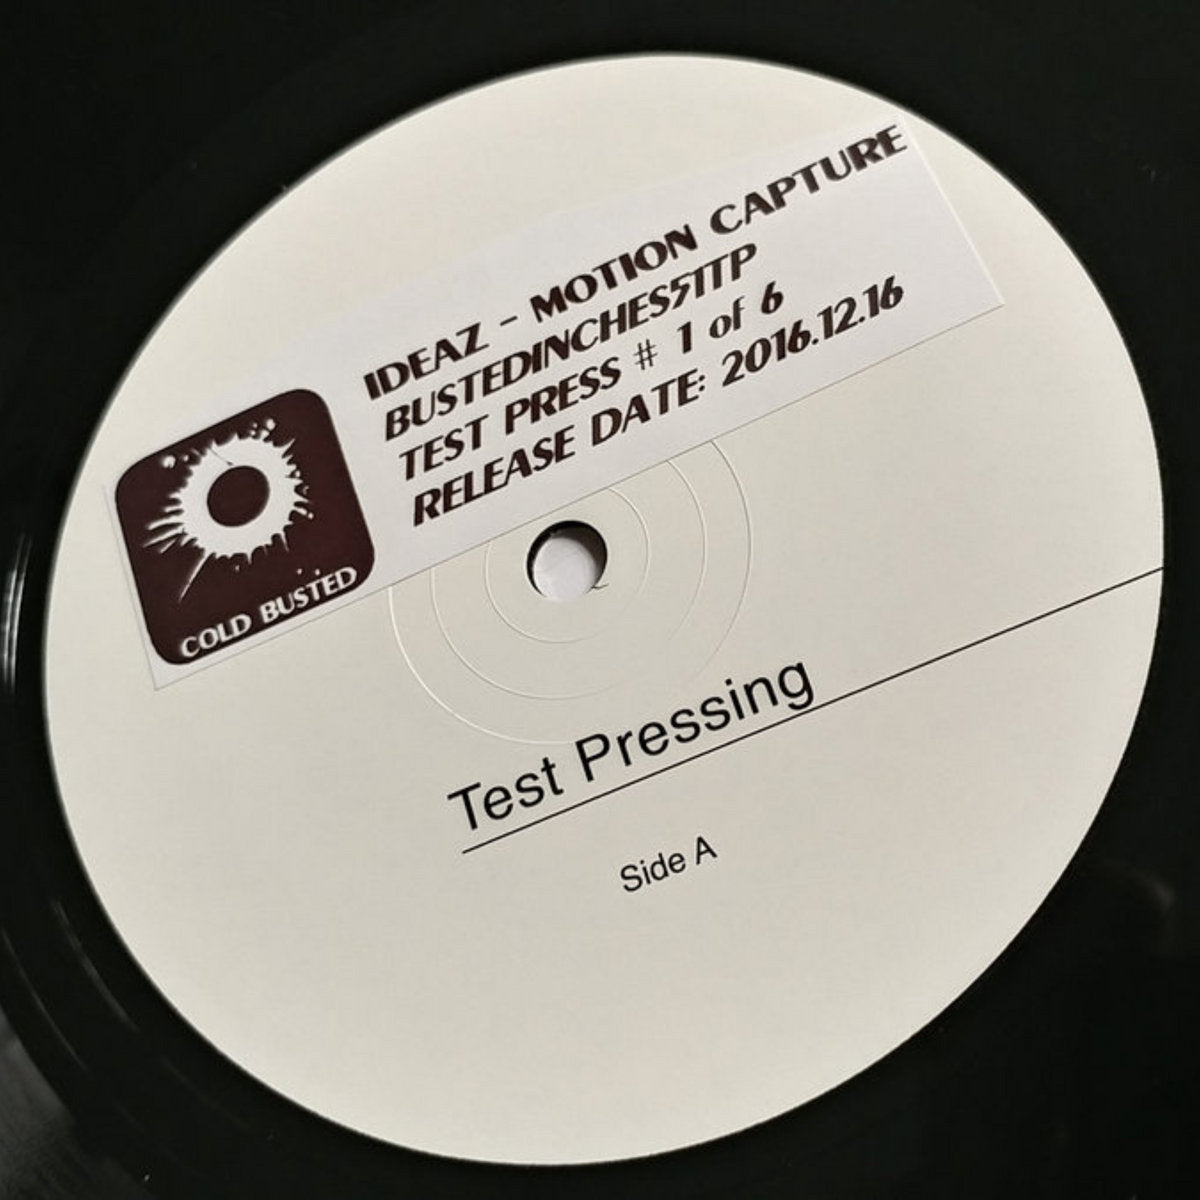 IDEAZ - MOTION CAPTURE
BUSTEDINCHES51TP
TEST PRESS # 1 of 6
RELEASE DATE: 2016.12.16
COLD BUSTED
Test Pressing
Side A